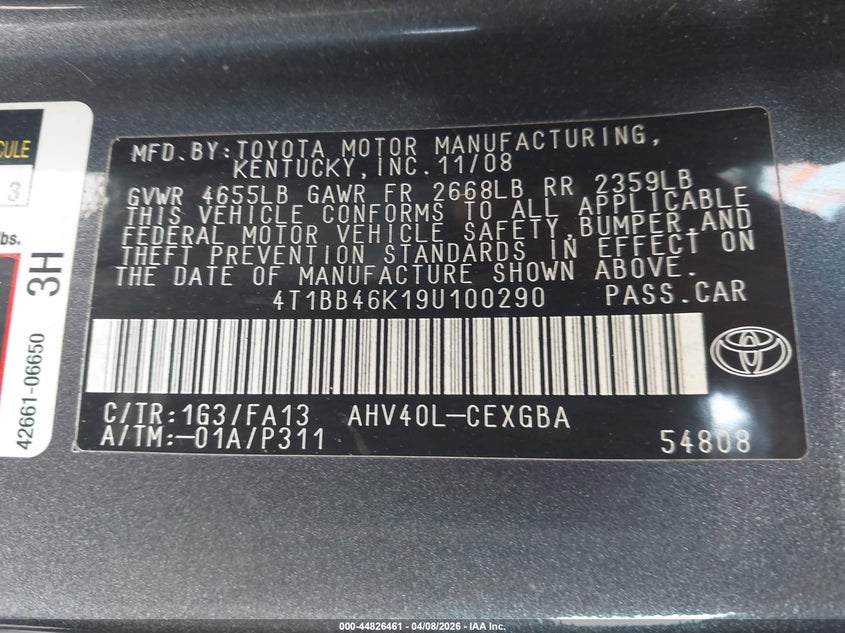 CULE
3
bs.
3H
42661-06650
MFD.BY:TOYOTA MOTOR MANUFACTURING,
KENTUCKY,INC.11/08
GVWR 4655LB GAWR FR 2668LB RR 2359LB
THIS VEHICLE CONFORMS TO ALL APPLICABLE
FEDERAL MOTOR VEHICLE SAFETY,BUMPER,AND
THEFT PREVENTION STANDARDS IN EFFECT ON
THE DATE OF MANUFACTURE SHOWN ABOVE.
4T1BB46K19U100290 PASS.CAR
C/TR:1G3/FA13 AHV40L-CEXGBA
A/TM:-01A/P311 54808
000-44826461 - 04/08/2026 - IAA Inc.